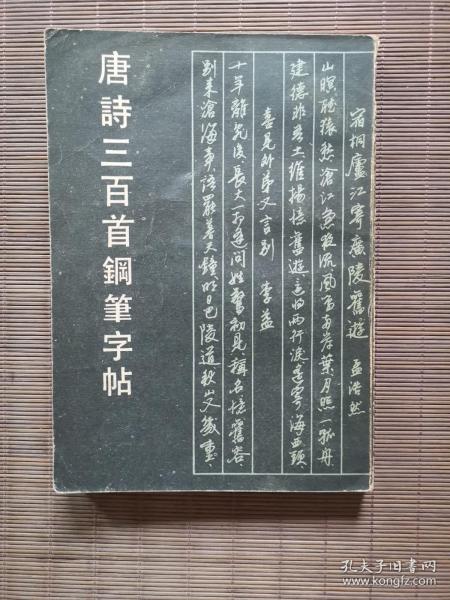 唐詩三百首鋼筆字帖
宿桐廬江寄廣陵舊遊 孟浩然
山暝聽猿愁滄江急夜流風鳴兩岸葉月照一孤舟
建德非吾土維揚憶舊遊還將兩行淚遙寄海西頭
喜見外弟又言別 李益
十年離亂後、長大一相逢問姓驚初見、稱名憶舊容、
別來滄海事、語罷暮天鐘、明日巴陵道秋山又幾重、
孔夫子旧书网
www.kongfz.com